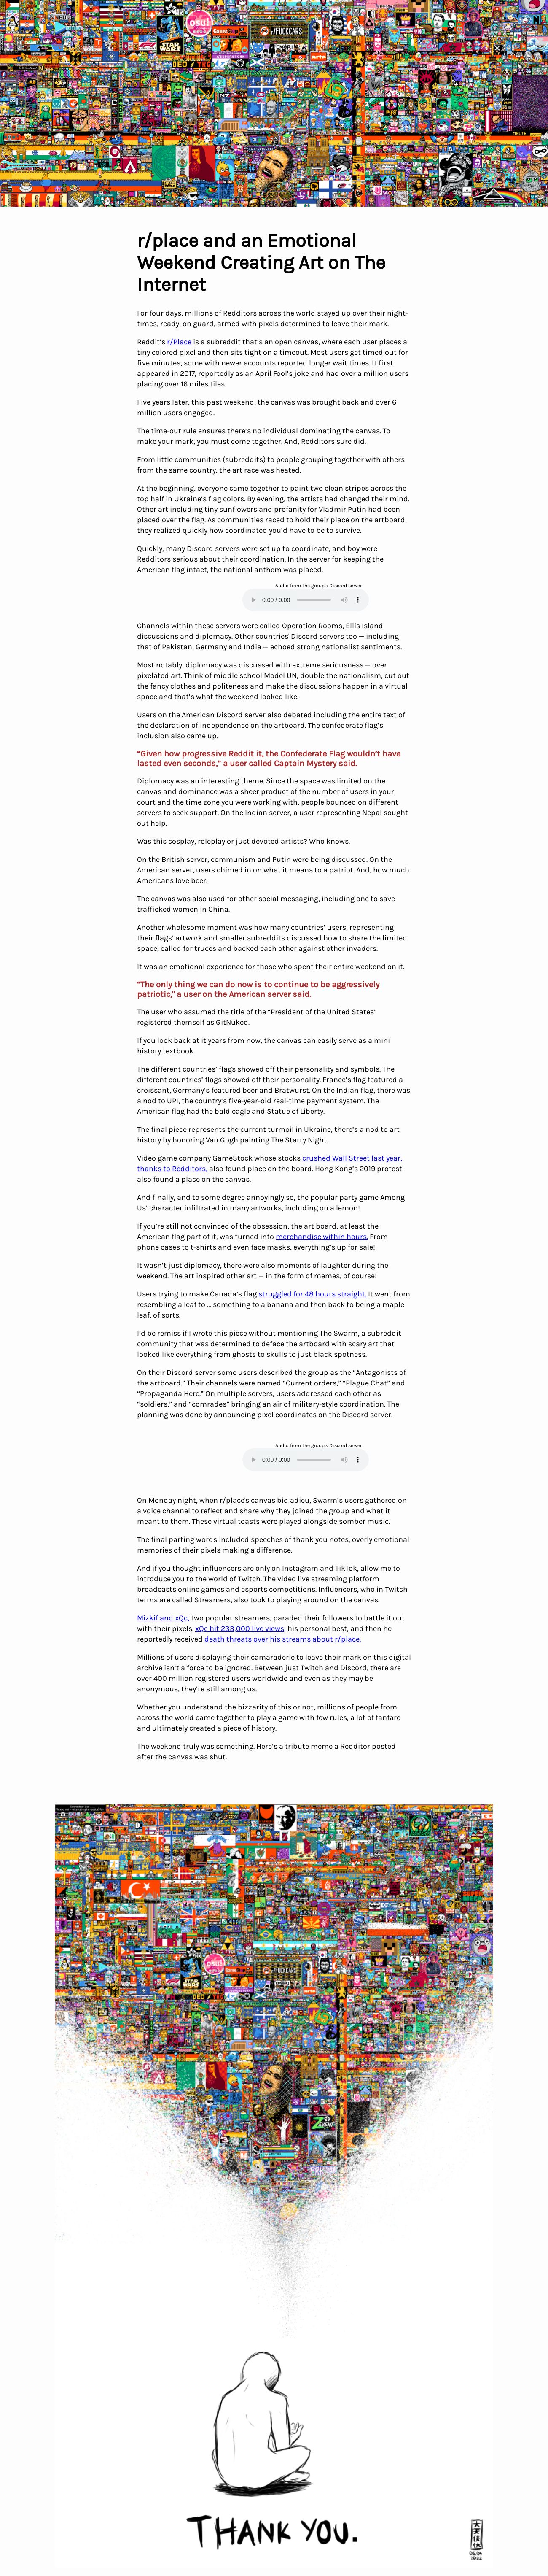 psu!
r/FUCKCARS
STAR
WARS
r/place and an Emotional
Weekend Creating Art on The
Internet
For four days, millions of Redditors across the world stayed up over their night-
times, ready, on guard, armed with pixels determined to leave their mark.
Reddit's r/Place is a subreddit that's an open canvas, where each user places a
tiny colored pixel and then sits tight on a timeout. Most users get timed out for
five minutes, some with newer accounts reported longer wait times. It first
appeared in 2017, reportedly as an April Fool's joke and had over a million users
placing over 16 miles tiles.
Five years later, this past weekend, the canvas was brought back and over 6
million users engaged.
The time-out rule ensures there's no individual dominating the canvas. To
make your mark, you must come together. And, Redditors sure did.
From little communities (subreddits) to people grouping together with others
from the same country, the art race was heated.
At the beginning, everyone came together to paint two clean stripes across the
top half in Ukraine's flag colors. By evening, the artists had changed their mind.
Other art including tiny sunflowers and profanity for Vladmir Putin had been
placed over the flag. As communities raced to hold their place on the artboard,
they realized quickly how coordinated you'd have to be to survive.
Quickly, many Discord servers were set up to coordinate, and boy were
Redditors serious about their coordination. In the server for keeping the
American flag intact, the national anthem was placed.
Audio from the group's Discord server
0:00 / 0:00
Channels within these servers were called Operation Rooms, Ellis Island
discussions and diplomacy. Other countries' Discord servers too — including
that of Pakistan, Germany and India — echoed strong nationalist sentiments.
Most notably, diplomacy was discussed with extreme seriousness — over
pixelated art. Think of middle school Model UN, double the nationalism, cut out
the fancy clothes and politeness and make the discussions happen in a virtual
space and that's what the weekend looked like.
Users on the American Discord server also debated including the entire text of
the declaration of independence on the artboard. The confederate flag's
inclusion also came up.
"Given how progressive Reddit it, the Confederate Flag wouldn't have
lasted even seconds," a user called Captain Mystery said.
Diplomacy was an interesting theme. Since the space was limited on the
canvas and dominance was a sheer product of the number of users in your
court and the time zone you were working with, people bounced on different
servers to seek support. On the Indian server, a user representing Nepal sought
out help.
Was this cosplay, roleplay or just devoted artists? Who knows.
On the British server, communism and Putin were being discussed. On the
American server, users chimed in on what it means to a patriot. And, how much
Americans love beer.
The canvas was also used for other social messaging, including one to save
trafficked women in China.
Another wholesome moment was how many countries' users, representing
their flags' artwork and smaller subreddits discussed how to share the limited
space, called for truces and backed each other against other invaders.
It was an emotional experience for those who spent their entire weekend on it.
"The only thing we can do now is to continue to be aggressively
patriotic," a user on the American server said.
The user who assumed the title of the "President of the United States"
registered themself as GitNuked.
If you look back at it years from now, the canvas can easily serve as a mini
history textbook.
The different countries' flags showed off their personality and symbols. The
different countries' flags showed off their personality. France's flag featured a
croissant, Germany's featured beer and Bratwurst. On the Indian flag, there was
a nod to UPI, the country's five-year-old real-time payment system. The
American flag had the bald eagle and Statue of Liberty.
The final piece represents the current turmoil in Ukraine, there's a nod to art
history by honoring Van Gogh painting The Starry Night.
Video game company GameStock whose stocks crushed Wall Street last year,
thanks to Redditors, also found place on the board. Hong Kong's 2019 protest
also found a place on the canvas.
And finally, and to some degree annoyingly so, the popular party game Among
Us' character infiltrated in many artworks, including on a lemon!
If you're still not convinced of the obsession, the art board, at least the
American flag part of it, was turned into merchandise within hours. From
phone cases to t-shirts and even face masks, everything's up for sale!
It wasn't just diplomacy, there were also moments of laughter during the
weekend. The art inspired other art — in the form of memes, of course!
Users trying to make Canada's flag struggled for 48 hours straight. It went from
resembling a leaf to ... something to a banana and then back to being a maple
leaf, of sorts.
I'd be remiss if I wrote this piece without mentioning The Swarm, a subreddit
community that was determined to deface the artboard with scary art that
looked like everything from ghosts to skulls to just black spotness.
On their Discord server some users described the group as the "Antagonists of
the artboard." Their channels were named "Current orders," "Plague Chat" and
"Propaganda Here." On multiple servers, users addressed each other as
"soldiers," and "comrades" bringing an air of military-style coordination. The
planning was done by announcing pixel coordinates on the Discord server.
Audio from the group's Discord server
0:00 / 0:00
On Monday night, when r/place's canvas bid adieu, Swarm's users gathered on
a voice channel to reflect and share why they joined the group and what it
meant to them. These virtual toasts were played alongside somber music.
The final parting words included speeches of thank you notes, overly emotional
memories of their pixels making a difference.
And if you thought influencers are only on Instagram and TikTok, allow me to
introduce you to the world of Twitch. The video live streaming platform
broadcasts online games and esports competitions. Influencers, who in Twitch
terms are called Streamers, also took to playing around on the canvas.
Mizkif and xQc, two popular streamers, paraded their followers to battle it out
with their pixels. xQc hit 233,000 live views, his personal best, and then he
reportedly received death threats over his streams about r/place.
Millions of users displaying their camaraderie to leave their mark on this digital
archive isn't a force to be ignored. Between just Twitch and Discord, there are
over 400 million registered users worldwide and even as they may be
anonymous, they're still among us.
Whether you understand the bizzarity of this or not, millions of people from
across the world came together to play a game with few rules, a lot of fanfare
and ultimately created a piece of history.
The weekend truly was something. Here's a tribute meme a Redditor posted
after the canvas was shut.
psu!
r/FUCKCARS
STAR
WARS
THANK YOU.